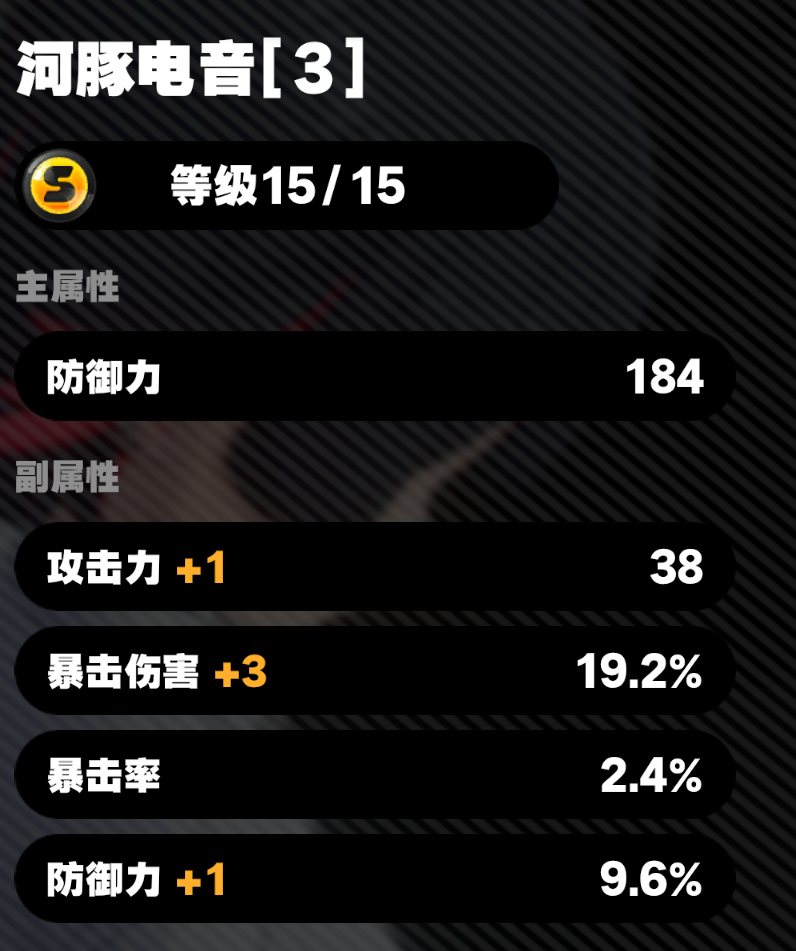 河豚电音[3]
S 等级15/15
主属性
防御力 184
副属性
攻击力 +1 38
暴击伤害 +3 19.2%
暴击率 2.4%
防御力 +1 9.6%